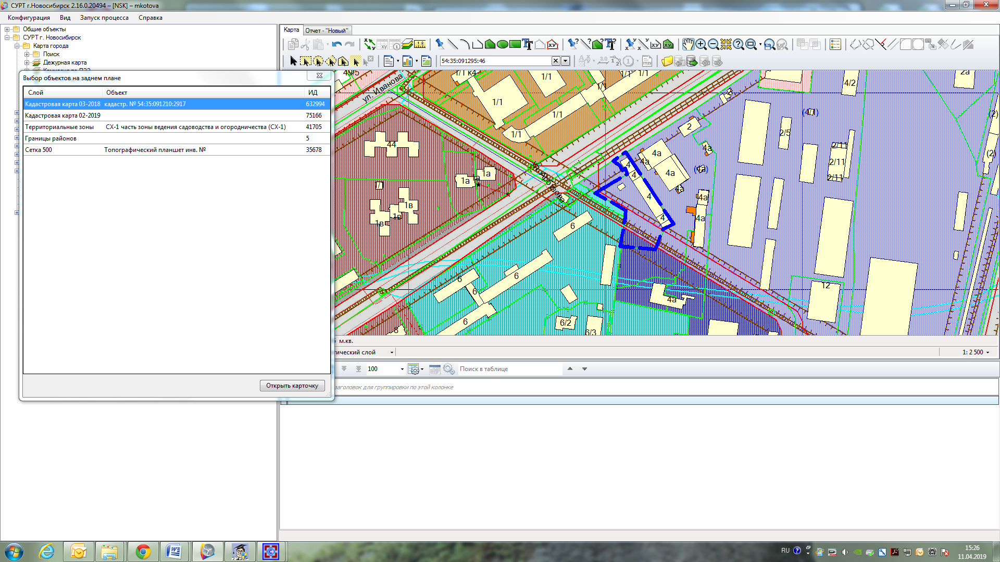 СУРТ г.Новосибирск 2.16.0.20494 – [NSK] – mkotova
Конфигурация Вид Запуск процесса Справка
Общие объекты
СУРТ г. Новосибирск
Карта города
Поиск
Дежурная карта
Карта Отчет - "Новый"
54:35:091295:46
Выбор объектов на заднем плане
Слой Объект ИД
Кадастровая карта 03-2018 кадастр. № 54:35:091210:2917 632994
Кадастровая карта 02-2019 75166
Территориальные зоны СХ-1 часть зоны ведения садоводства и огородничества (СХ-1) 41705
Границы районов 5
Сетка 500 Топографический планшет инв. № 35678
Открыть карточку
ул. Иванова
1/1 к4
1/1
1/1
1/1
1/1
1/1
1/1
1/1
4/2
2а
(4/1)
(2)
2
2/5
2/11
2/11
2/11
(2)
44
1а
1а
1а
1в
1в
1в
4
4
4
4
4а
4а
4а
4а
(4а)
4а
4а
4а
6
6
6
6
6
6/2
6/3
4а
12
8
м.кв.
ический слой
1: 2 500
100
Поиск в таблице
заголовок для группировки по этой колонке
RU
15:26
11.04.2019